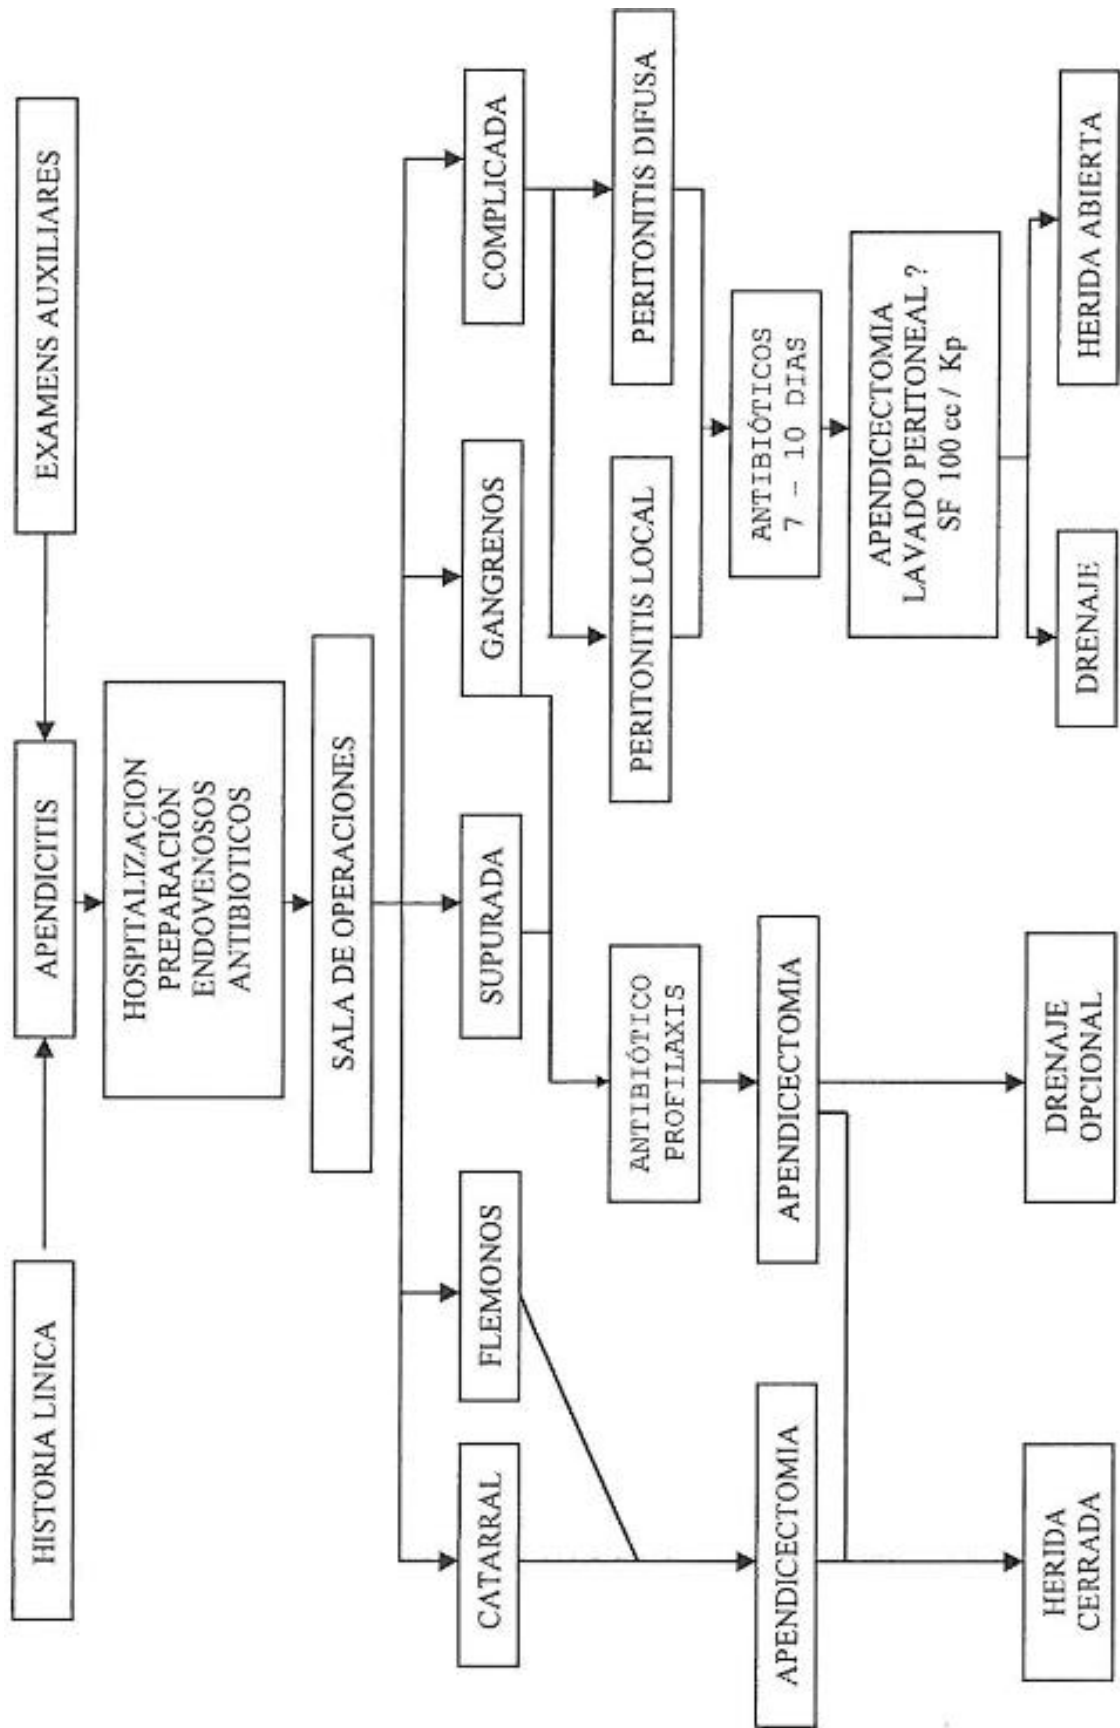 HISTORIA LINICA
APENDICITIS
EXAMENS AUXILIARES
HOSPITALIZACION
PREPARACIÓN
ENDOVENOSOS
ANTIBIOTICOS
SALA DE OPERACIONES
CATARRAL
FLEMONOS
SUPURADA
GANGRENOS
COMPLICADA
ANTIBIÓTICO
PROFILAXIS
PERITONITIS LOCAL
PERITONITIS DIFUSA
APENDICECTOMIA
APENDICECTOMIA
ANTIBIÓTICOS
7 – 10 DIAS
APENDICECTOMIA
LAVADO PERITONEAL ?
SF 100 cc / Kp
HERIDA
CERRADA
DRENAJE
OPCIONAL
DRENAJE
HERIDA ABIERTA